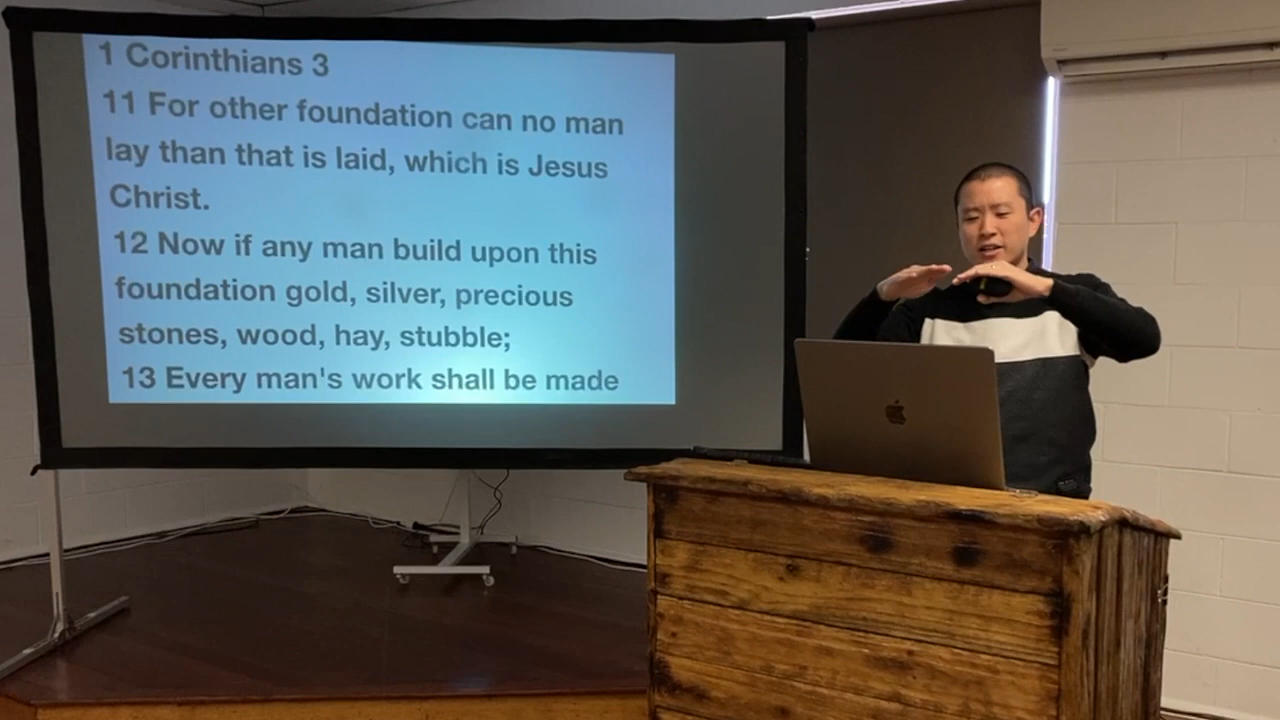 1 Corinthians 3
11 For other foundation can no man
lay than that is laid, which is Jesus
Christ.
12 Now if any man build upon this
foundation gold, silver, precious
stones, wood, hay, stubble;
13 Every man's work shall be made